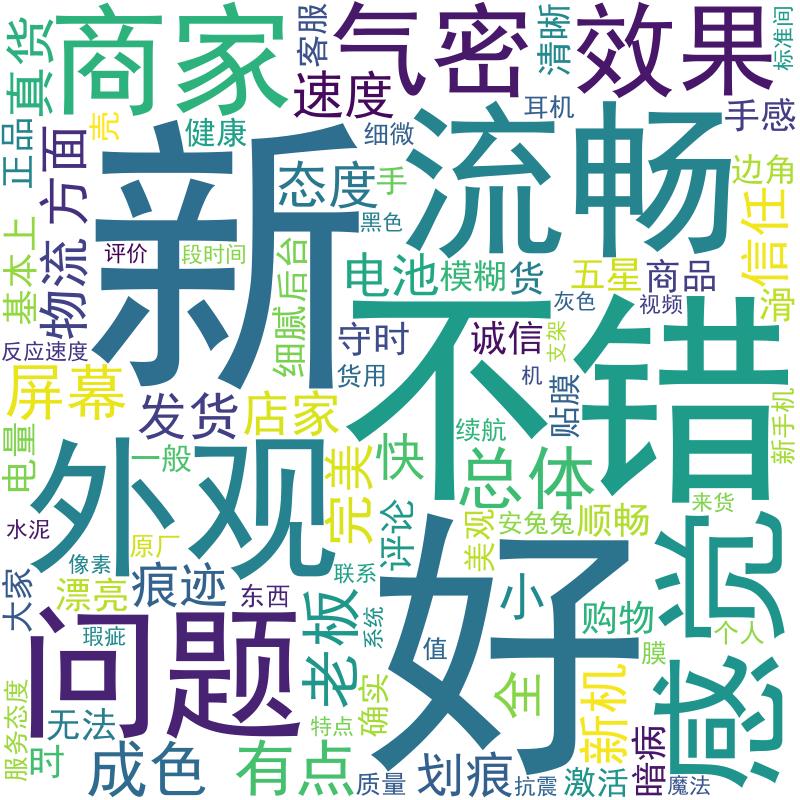 商家
气密
效果
客服
清晰
标准间
真货
速度
耳机
手感
壳
健康
细微
正品
方面
新
态度
手
流畅
边角
信任
黑色
评价
段时间
基本上
物流
细腻
后台
电池
模糊
货
五星
商品
滑
灰色
视频
反应速度
守时
诚信
支架
不错
货用
机
贴膜
屏幕
发货
店家
新手机
电量
外观
一般
完美
快
续航
总体
水泥
原厂
评论
美观
安兔兔
顺畅
来货
感觉
像素
大家
漂亮
痕迹
东西
联系
好
小
购物
个人
瑕疵
老板
系统
值
膜
问题
服务态度
无法
特点
确实
全
新机
暗病
成色
有点
质量
划痕
抗震
激活
魔法